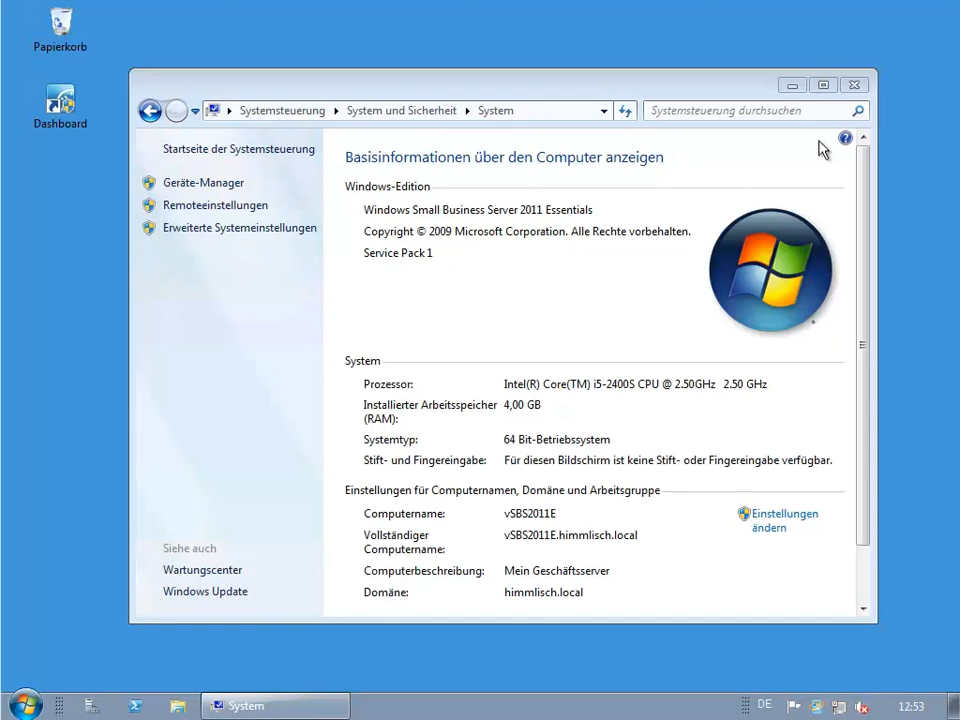 Papierkorb
Dashboard
Systemsteuerung System und Sicherheit System
Systemsteuerung durchsuchen
Startseite der Systemsteuerung
Geräte-Manager
Remoteeinstellungen
Erweiterte Systemeinstellungen
Siehe auch
Wartungscenter
Windows Update
Basisinformationen über den Computer anzeigen
Windows-Edition
Windows Small Business Server 2011 Essentials
Copyright © 2009 Microsoft Corporation. Alle Rechte vorbehalten.
Service Pack 1
System
Prozessor: Intel(R) Core(TM) i5-2400S CPU @ 2.50GHz 2.50 GHz
Installierter Arbeitsspeicher 4,00 GB
(RAM):
Systemtyp: 64 Bit-Betriebssystem
Stift- und Fingereingabe: Für diesen Bildschirm ist keine Stift- oder Fingereingabe verfügbar.
Einstellungen für Computernamen, Domäne und Arbeitsgruppe
Computername: vSBS2011E
Einstellungen
ändern
Vollständiger vSBS2011E.himmlisch.local
Computername:
Computerbeschreibung: Mein Geschäftsserver
Domäne: himmlisch.local
System
DE
12:53